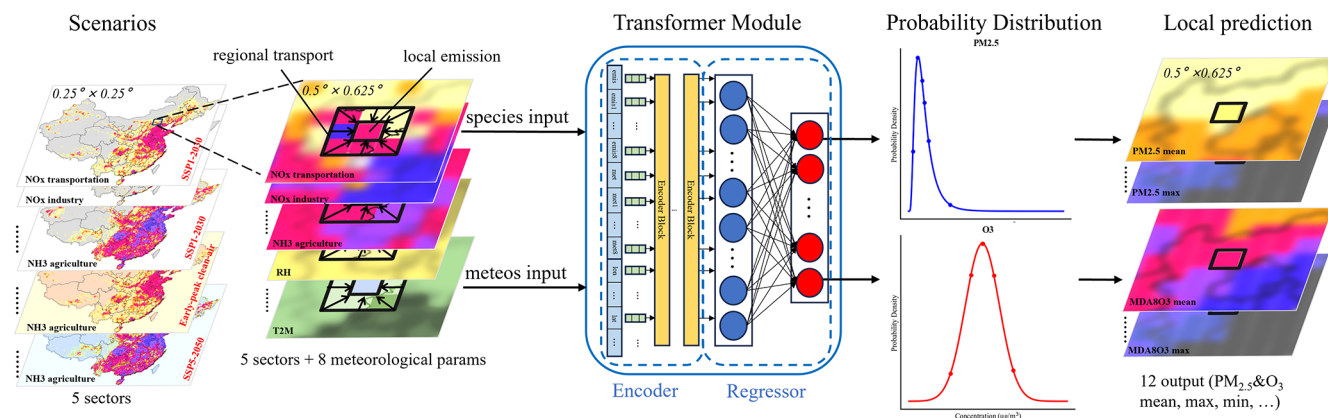 Scenarios
Transformer Module
Probability Distribution
Local prediction
0.25° × 0.25°
NOx transportation
SSP1-2030
NOx industry
NH3 agriculture
SSP1-2030
NH3 agriculture
Early-peak clean-air
NH3 agriculture
SSP5-2050
5 sectors
regional transport
local emission
0.5° × 0.625°
NOx transportation
NOx industry
NH3 agriculture
RH
T2M
5 sectors + 8 meteorological params
species input
meteos input
...
...
...
lon
lat
Encoder Block
...
Encoder Block
Encoder
Regressor
PM2.5
Probability Density
O3
Probability Density
Concentration (ug/m³)
0.5° ×0.625°
PM2.5 mean
PM2.5 max
MDA8O3 mean
MDA8O3 max
12 output (PM2.5&O3
mean, max, min, …)